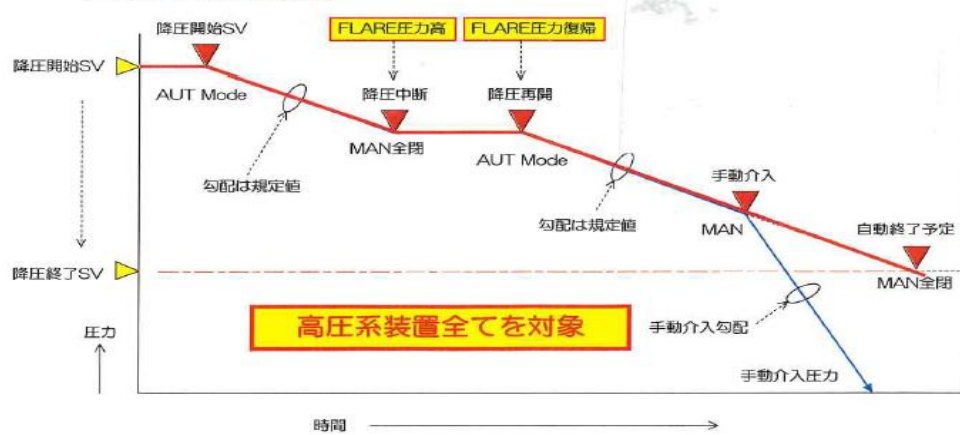 降圧開始SV
FLARE圧力高
FLARE圧力復帰
降圧開始SV
AUT Mode
降圧中断
降圧再開
MAN全閉
AUT Mode
勾配は規定値
手動介入
勾配は規定値
MAN
自動終了予定
降圧終了SV
MAN全閉
高圧系装置全てを対象
手動介入勾配
圧力
手動介入圧力
時間